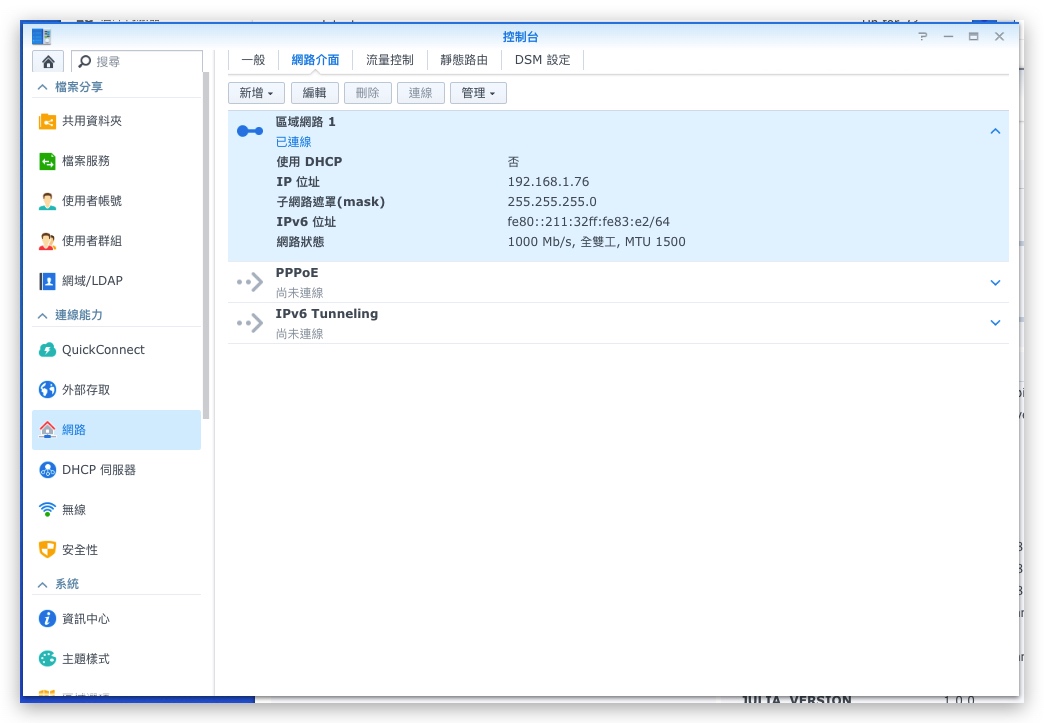 控制台
搜尋
檔案分享
共用資料夾
檔案服務
使用者帳號
使用者群組
網域/LDAP
連線能力
QuickConnect
外部存取
網路
DHCP 伺服器
無線
安全性
系統
資訊中心
主題樣式
一般 網路介面 流量控制 靜態路由 DSM 設定
新增 編輯 刪除 連線 管理
區域網路 1
已連線
使用 DHCP 否
IP 位址 192.168.1.76
子網路遮罩(mask) 255.255.255.0
IPv6 位址 fe80::211:32ff:fe83:e2/64
網路狀態 1000 Mb/s, 全雙工, MTU 1500
PPPoE
尚未連線
IPv6 Tunneling
尚未連線
JULIA_VERSION 1.0.0